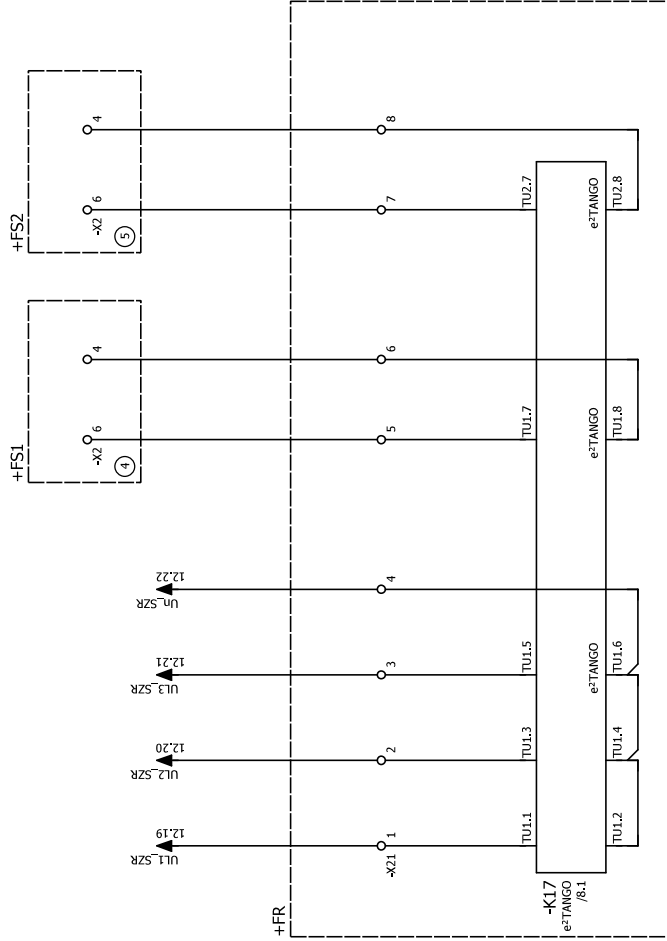 +FS2
4
6
-X2
5
8
7
TU2.7
e²TANGO
TU2.8
+FS1
4
6
-X2
4
6
5
TU1.7
e²TANGO
TU1.8
12.22
Un_SZR
4
12.21
UL3_SZR
3
TU1.5
e²TANGO
TU1.6
12.20
UL2_SZR
2
TU1.3
TU1.4
12.19
UL1_SZR
1
-X21
TU1.1
TU1.2
-K17
e²TANGO
/8.1
+FR